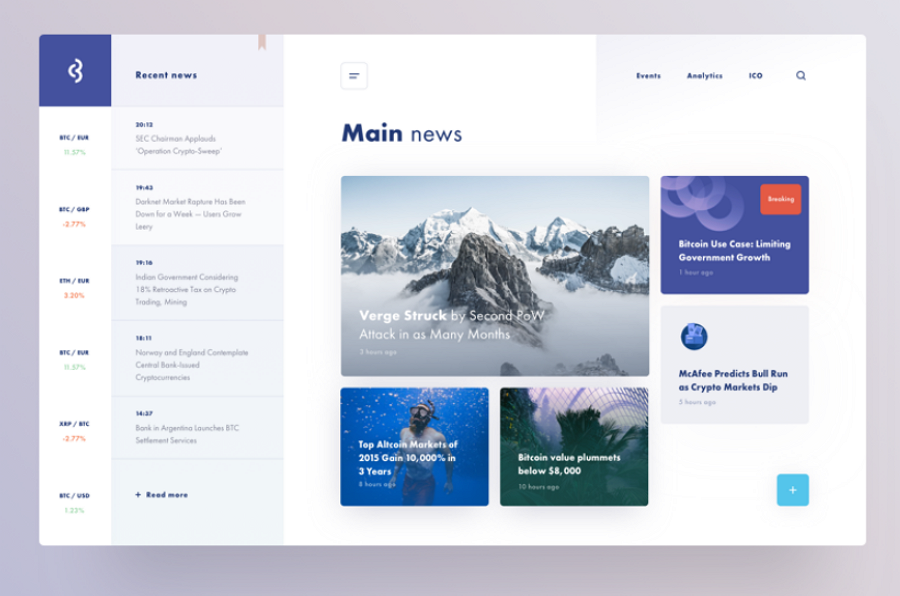 BTC / EUR
11.57%
BTC / GBP
-2.77%
ETH / EUR
3.20%
BTC / EUR
11.57%
XRP / BTC
-2.77%
BTC / USD
1.23%
Recent news
20:12
SEC Chairman Applauds
'Operation Crypto-Sweep'
19:43
Darknet Market Rapture Has Been
Down for a Week — Users Grow
Leery
19:16
Indian Government Considering
18% Retroactive Tax on Crypto
Trading, Mining
18:11
Norway and England Contemplate
Central Bank-Issued
Cryptocurrencies
14:37
Bank in Argentina Launches BTC
Settlement Services
+ Read more
Events
Analytics
ICO
Main news
Verge Struck by Second PoW
Attack in as Many Months
3 hours ago
Breaking
Bitcoin Use Case: Limiting
Government Growth
1 hour ago
McAfee Predicts Bull Run
as Crypto Markets Dip
5 hours ago
Top Altcoin Markets of
2015 Gain 10,000% in
3 Years
8 hours ago
Bitcoin value plummets
below $8,000
10 hours ago
+